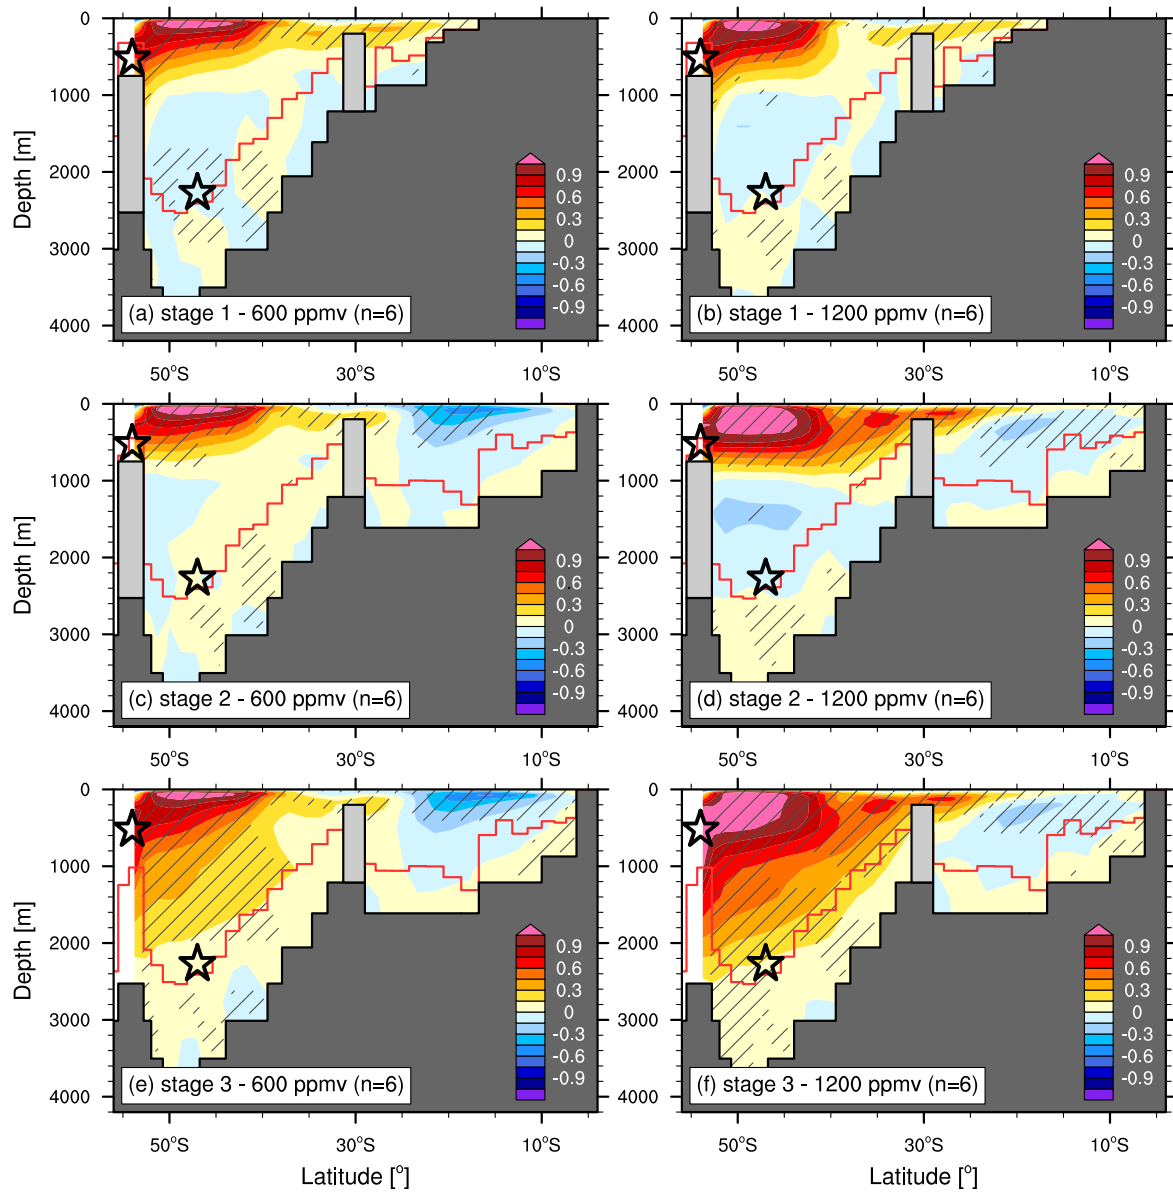 0
1000
2000
3000
4000
Depth [m]
0.9
0.6
0.3
0
-0.3
-0.6
-0.9
(a) stage 1 - 600 ppmv (n=6)
50°S
30°S
10°S
0
1000
2000
3000
4000
Depth [m]
0.9
0.6
0.3
0
-0.3
-0.6
-0.9
(b) stage 1 - 1200 ppmv (n=6)
50°S
30°S
10°S
0
1000
2000
3000
4000
Depth [m]
0.9
0.6
0.3
0
-0.3
-0.6
-0.9
(c) stage 2 - 600 ppmv (n=6)
50°S
30°S
10°S
0
1000
2000
3000
4000
Depth [m]
0.9
0.6
0.3
0
-0.3
-0.6
-0.9
(d) stage 2 - 1200 ppmv (n=6)
50°S
30°S
10°S
0
1000
2000
3000
4000
Depth [m]
0.9
0.6
0.3
0
-0.3
-0.6
-0.9
(e) stage 3 - 600 ppmv (n=6)
50°S
30°S
10°S
Latitude [°]
0
1000
2000
3000
4000
Depth [m]
0.9
0.6
0.3
0
-0.3
-0.6
-0.9
(f) stage 3 - 1200 ppmv (n=6)
50°S
30°S
10°S
Latitude [°]